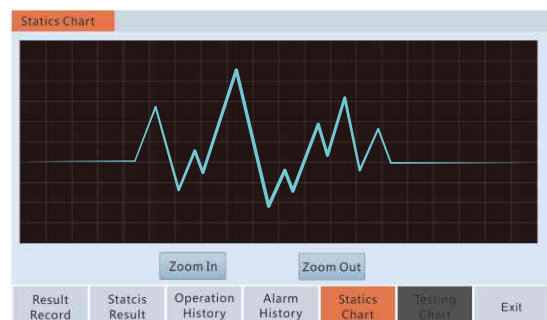 Statics Chart
Zoom In
Zoom Out
Result
Record
Statcis
Result
Operation
History
Alarm
History
Statics
Chart
Testing
Chart
Exit